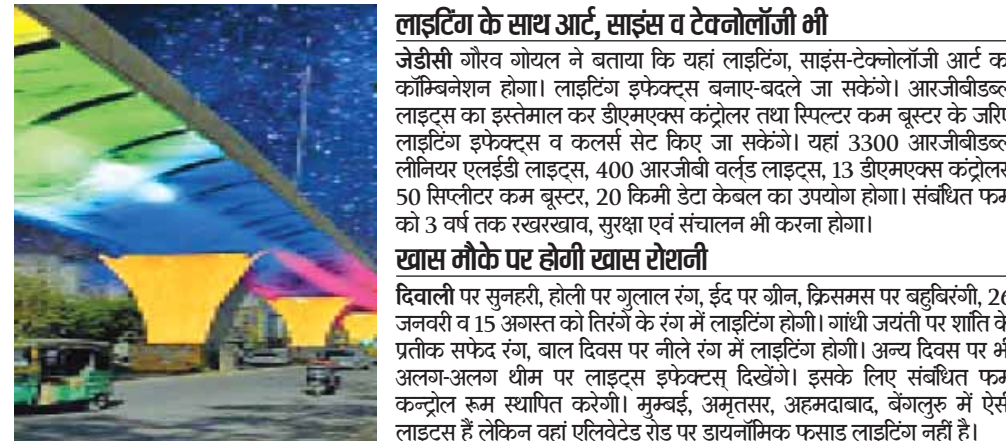 लाइटिंग के साथ आर्ट, साइंस व टेक्नोलॉजी भी
जेडीसी गौरव गोयल ने बताया कि यहां लाइटिंग, साइंस-टेक्नोलॉजी आर्ट का
कॉम्बिनेशन होगा। लाइटिंग इफेक्ट्स बनाए-बदले जा सकेंगे। आरजीबीडब्लू
लाइट्स का इस्तेमाल कर डीएमएक्स कंट्रोलर तथा स्पिल्टर कम बूस्टर के जरिए
लाइटिंग इफेक्ट्स व कलर्स सेट किए जा सकेंगे। यहां 3300 आरजीबीडब्लू
लीनियर एलईडी लाइट्स, 400 आरजीबी वर्ल्ड लाइट्स, 13 डीएमएक्स कंट्रोलर
50 सिप्लीटर कम बूस्टर, 20 किमी डेटा केबल का उपयोग होगा। संबंधित फर्म
को 3 वर्ष तक रखरखाव, सुरक्षा एवं संचालन भी करना होगा।
खास मौके पर होगी खास रोशनी
दिवाली पर सुनहरी, होली पर गुलाल रंग, ईद पर ग्रीन, क्रिसमस पर बहुबिरंगी, 26
जनवरी व 15 अगस्त को तिरंगे के रंग में लाइटिंग होगी। गांधी जयंती पर शांति के
प्रतीक सफेद रंग, बाल दिवस पर नीले रंग में लाइटिंग होगी। अन्य दिवस पर भी
अलग-अलग थीम पर लाइट्स इफेक्टस् दिखेंगे। इसके लिए संबंधित फर्म
कन्ट्रोल रूम स्थापित करेगी। मुम्बई, अमृतसर, अहमदाबाद, बेंगलुरु में ऐसी
लाइटस हैं लेकिन वहां एलिवेटेड रोड पर डायनॉमिक फसाड लाइटिंग नहीं है।